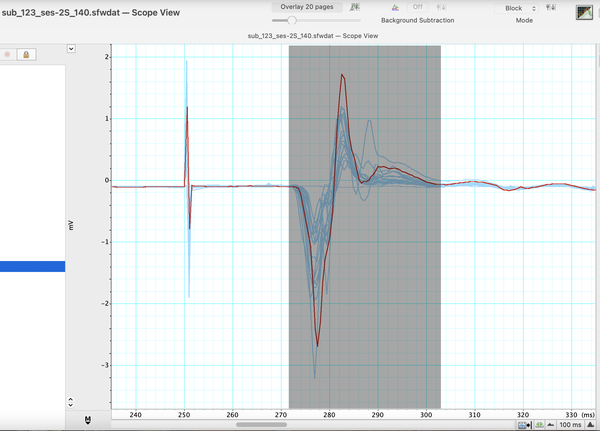 sub_123_ses-2S_140.sfwdat — Scope View
Overlay 20 pages
Off
Block
Background Subtraction
Mode
sub_123_ses-2S_140.sfwdat — Scope View
2
1
0
mV
-1
-2
-3
240 250 260 270 280 290 300 310 320 330 (ms)
100 ms